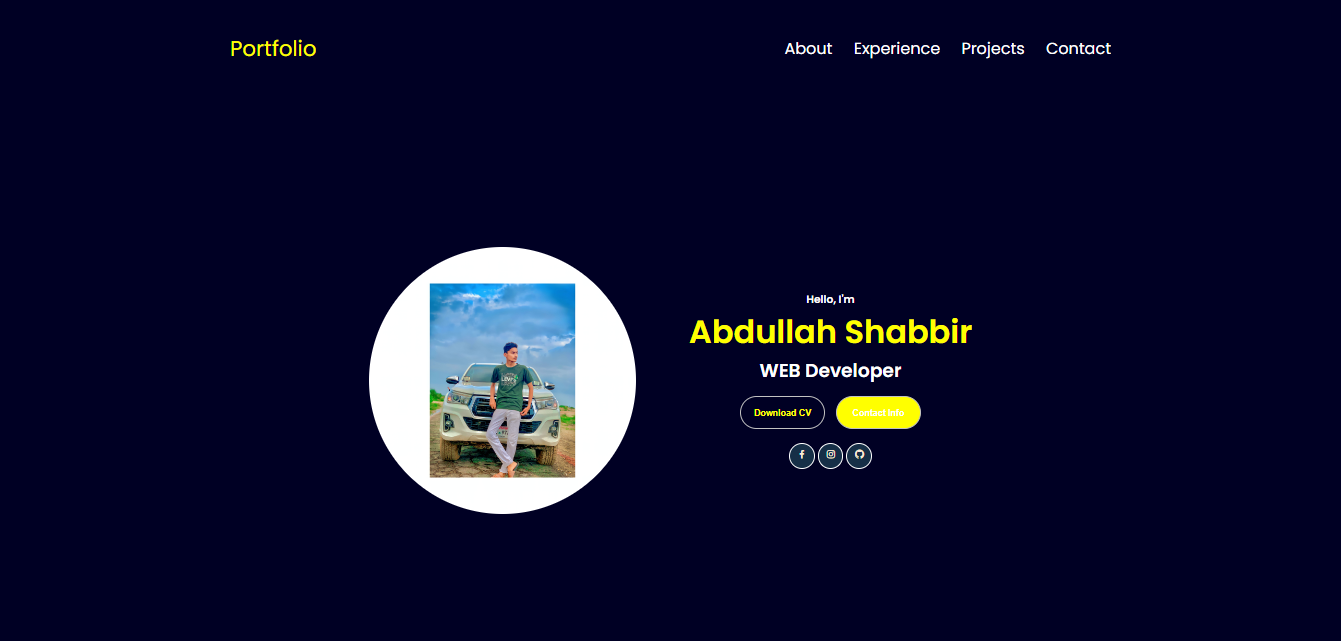 Portfolio
About Experience Projects Contact
Hello, I'm
Abdullah Shabbir
WEB Developer
Download CV
Contact Info